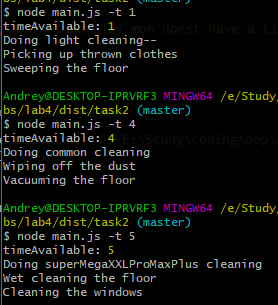 $ node main.js -t 1
timeAvailable: 1
Doing light cleaning--
Picking up thrown clothes
Sweeping the floor
Andrey@DESKTOP-IPRVRF3 MINGW64 /e/Study/
bs/lab4/dist/task2 (master)
$ node main.js -t 4
timeAvailable: 4
Doing common cleaning
Wiping off the dust
Vacuuming the floor
Andrey@DESKTOP-IPRVRF3 MINGW64 /e/Study/
bs/lab4/dist/task2 (master)
$ node main.js -t 5
timeAvailable: 5
Doing superMegaXXLProMaxPlus cleaning
Wet cleaning the floor
Cleaning the windows